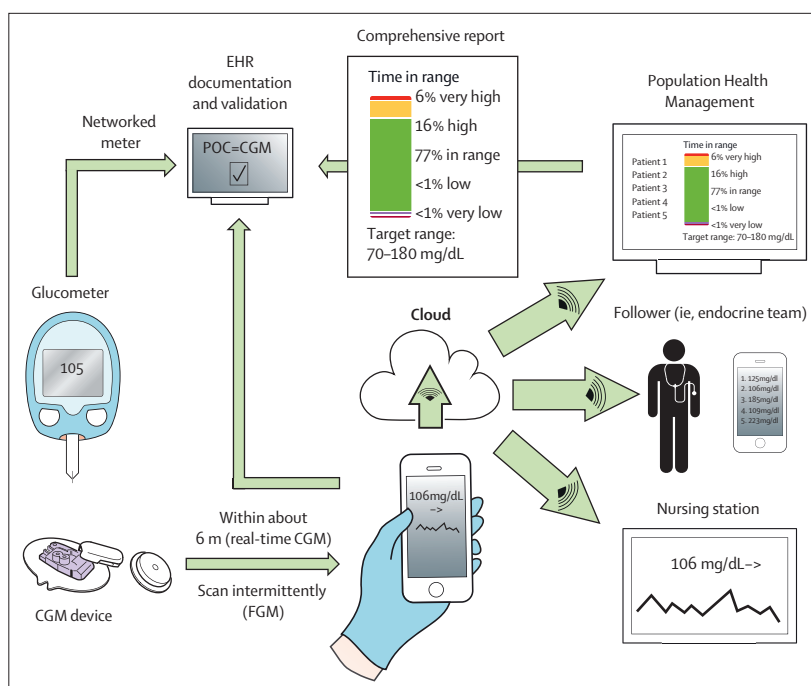 Comprehensive report
EHR
documentation
and validation
Networked
meter
POC=CGM
Time in range
6% very high
16% high
77% in range
<1% low
<1% very low
Target range:
70–180 mg/dL
Population Health
Management
Patient 1
Patient 2
Patient 3
Patient 4
Patient 5
Time in range
6% very high
16% high
77% in range
<1% low
<1% very low
Target range: 70–180 mg/dL
Glucometer
105
Cloud
Follower (ie, endocrine team)
1. 125mg/dl
2. 106mg/dl
3. 185mg/dl
4. 109mg/dl
5. 223mg/dl
106mg/dL
–>
Within about
6 m (real-time CGM)
Scan intermittently
(FGM)
CGM device
Nursing station
106 mg/dL–>